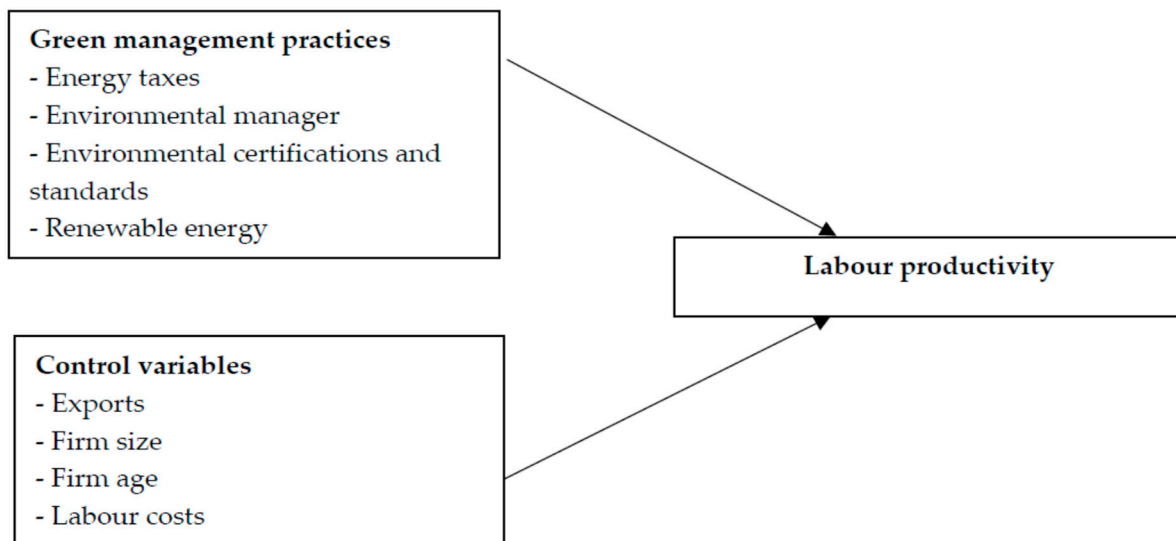 Green management practices
- Energy taxes
- Environmental manager
- Environmental certifications and
standards
- Renewable energy
Labour productivity
Control variables
- Exports
- Firm size
- Firm age
- Labour costs